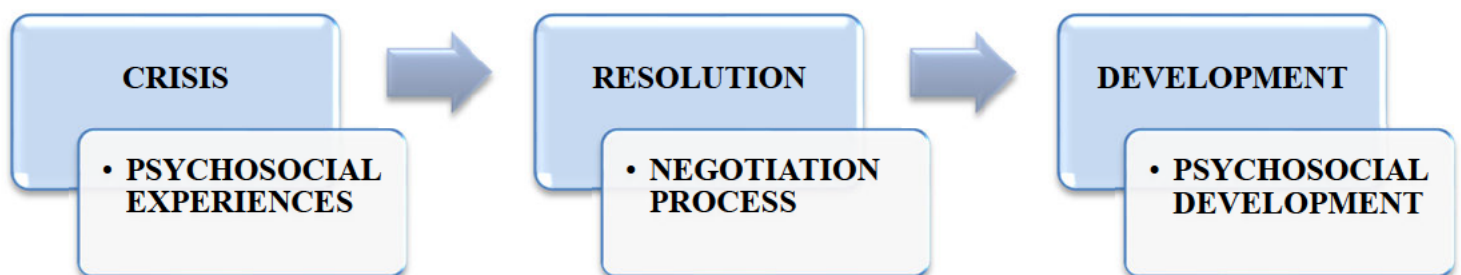 CRISIS
• PSYCHOSOCIAL
EXPERIENCES
RESOLUTION
• NEGOTIATION
PROCESS
DEVELOPMENT
• PSYCHOSOCIAL
DEVELOPMENT